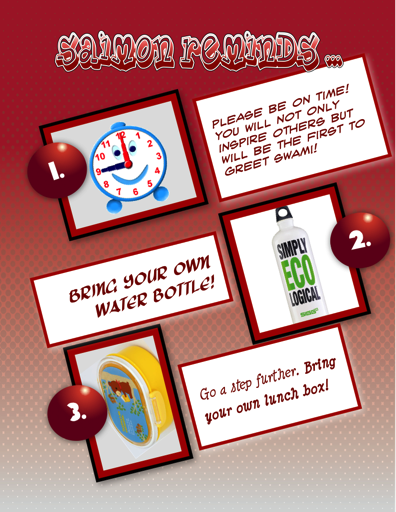 saimon reminds ...
1.
11 12 1
10 2
9 3
8 4
7 6 5
PLEASE BE ON TIME!
YOU WILL NOT ONLY
INSPIRE OTHERS BUT
WILL BE THE FIRST TO
GREET SWAMI!
2.
SIMPLY
ECO
LOGICAL
BRING YOUR OWN
WATER BOTTLE!
3.
Go a step further. Bring
your own lunch box!